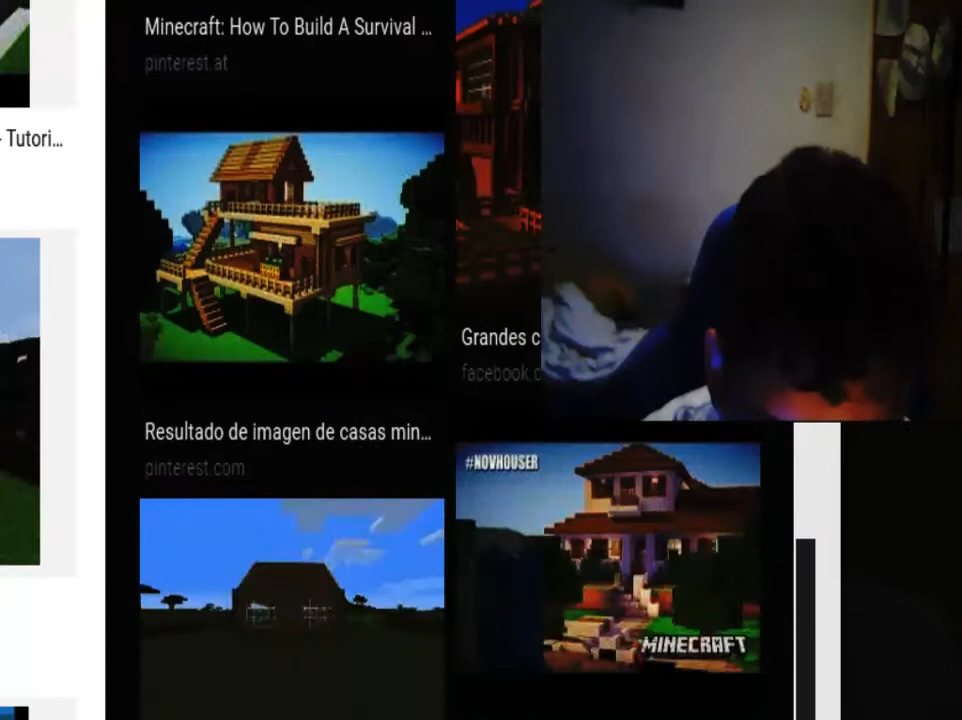 Minecraft: How To Build A Survival ...
pinterest.at
- Tutori...
Grandes c
facebook.c
Resultado de imagen de casas min...
pinterest.com
#NOVHOUSER
MINECRAFT